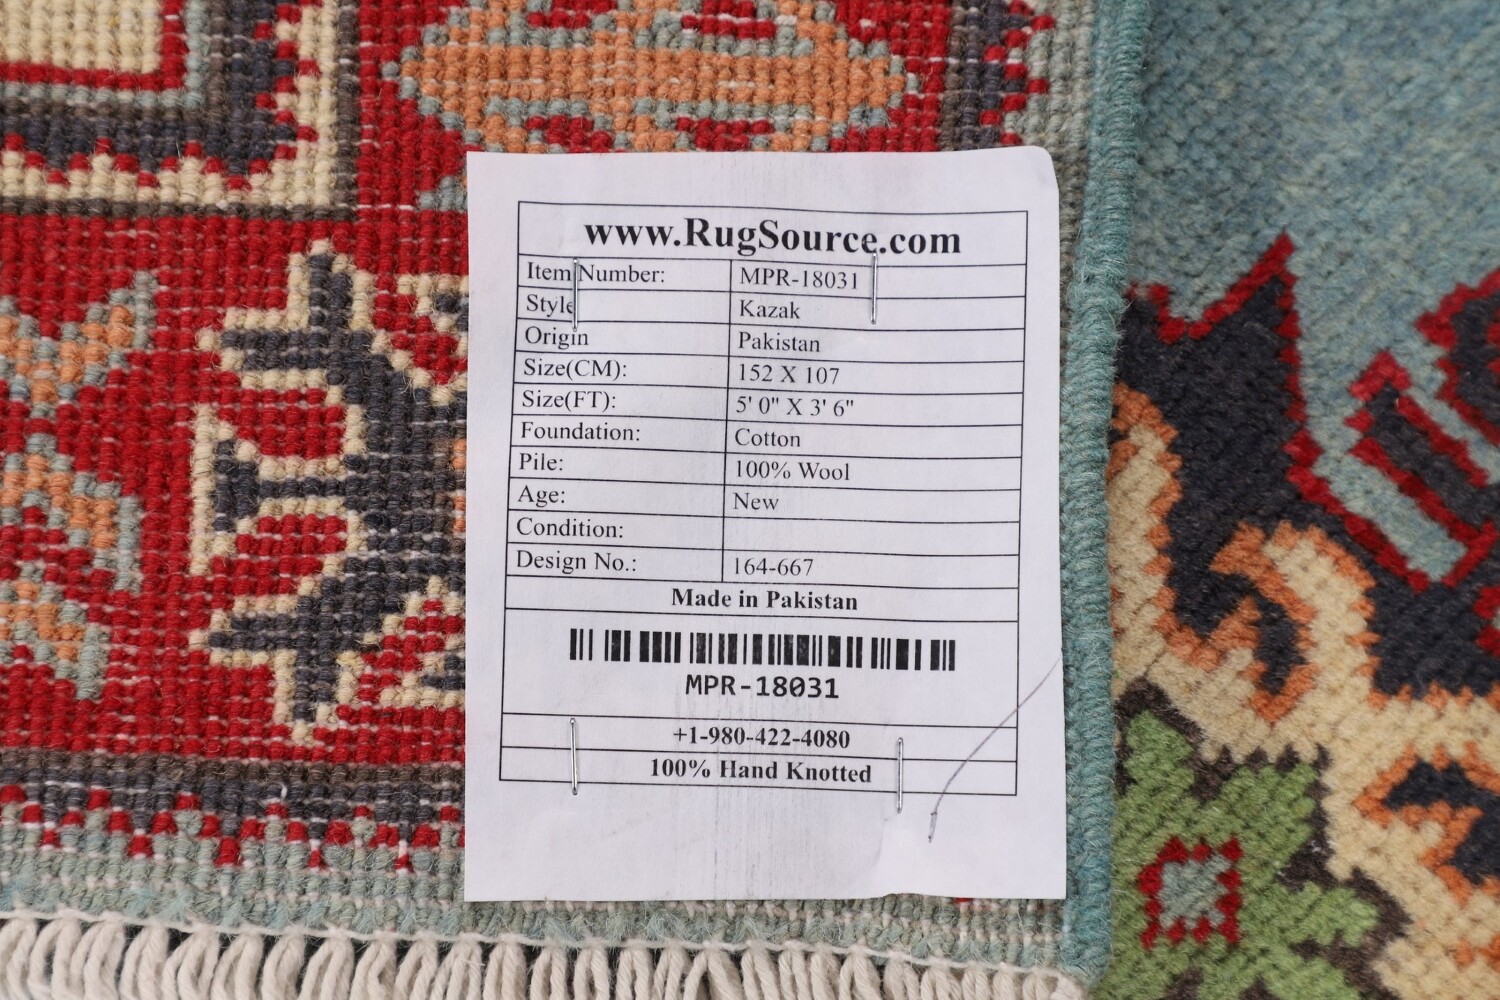 www.RugSource.com
Item Number: MPR-18031
Style Kazak
Origin Pakistan
Size(CM): 152 X 107
Size(FT): 5' 0" X 3' 6"
Foundation: Cotton
Pile: 100% Wool
Age: New
Condition:
Design No.: 164-667
Made in Pakistan
MPR-18031
+1-980-422-4080
100% Hand Knotted